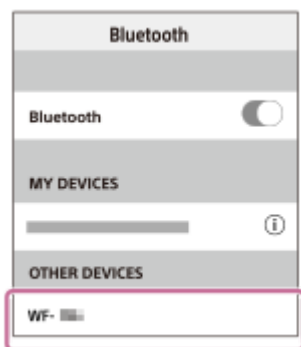 Bluetooth
Bluetooth
MY DEVICES
OTHER DEVICES
WF-